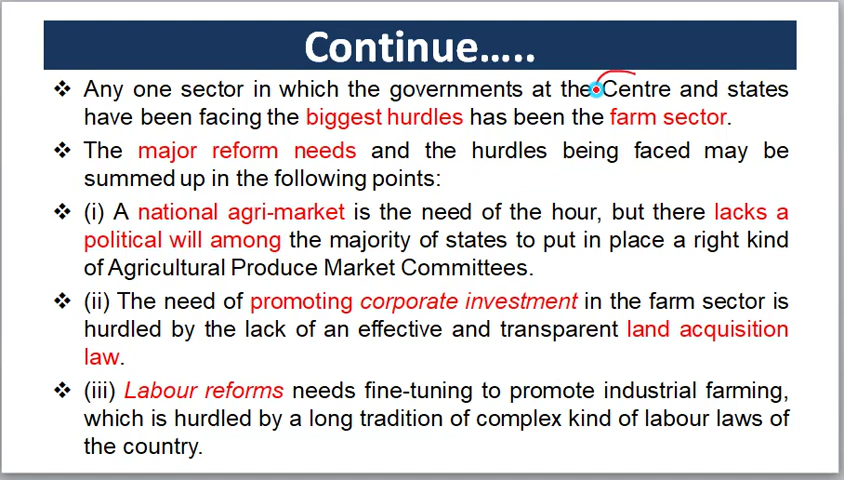 Continue…..
❖ Any one sector in which the governments at the Centre and states
have been facing the biggest hurdles has been the farm sector.
❖ The major reform needs and the hurdles being faced may be
summed up in the following points:
❖ (i) A national agri-market is the need of the hour, but there lacks a
political will among the majority of states to put in place a right kind
of Agricultural Produce Market Committees.
❖ (ii) The need of promoting corporate investment in the farm sector is
hurdled by the lack of an effective and transparent land acquisition
law.
❖ (iii) Labour reforms needs fine-tuning to promote industrial farming,
which is hurdled by a long tradition of complex kind of labour laws of
the country.